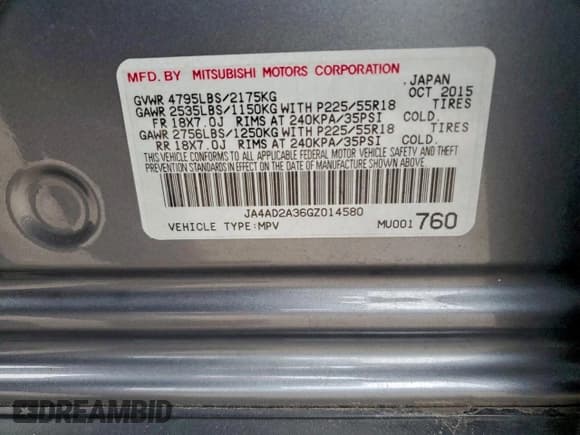 MFD. BY MITSUBISHI MOTORS CORPORATION
. JAPAN
GVWR 4795LBS/2175KG OCT 2015
GAWR 2535LBS/1150KG WITH P225/55R18 TIRES
FR 18X7.0J RIMS AT 240KPA/35PSI COLD.
GAWR 2756LBS/1250KG WITH P225/55R18 TIRES
RR 18X7.0J RIMS AT 240KPA/35PSI COLD.
THIS VEHICLE CONFORMS TO ALL APPLICABLE FEDERAL MOTOR VEHICLE SAFETY AND THEFT
PREVENTION STANDARDS IN EFFECT ON THE DATE OF MANUFACTURE SHOWN ABOVE.
JA4AD2A36GZ014580
VEHICLE TYPE:MPV MU001760
DREAMBID